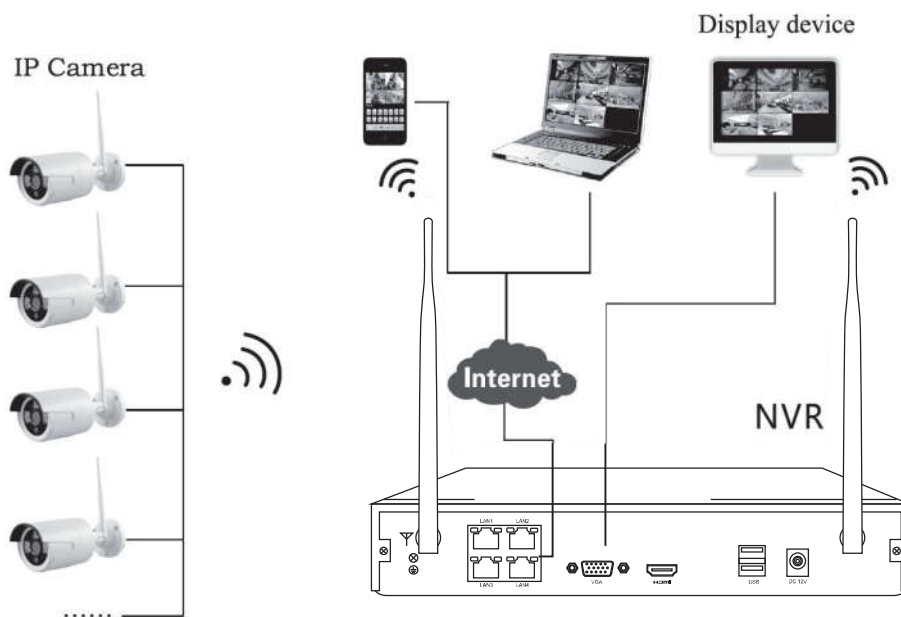 Display device
IP Camera
Internet
NVR
LAN1 LAN2
LAN3 LAN4
VGA
HDMI
USB
DC 12V